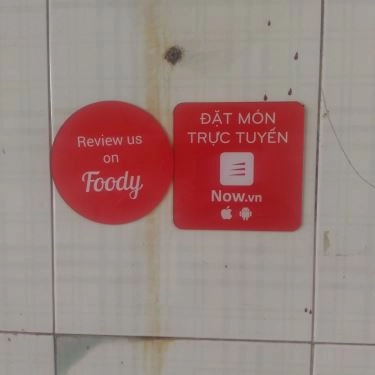 Review us
on
Foody
ĐẶT MÓN
TRỰC TUYẾN
Now.vn